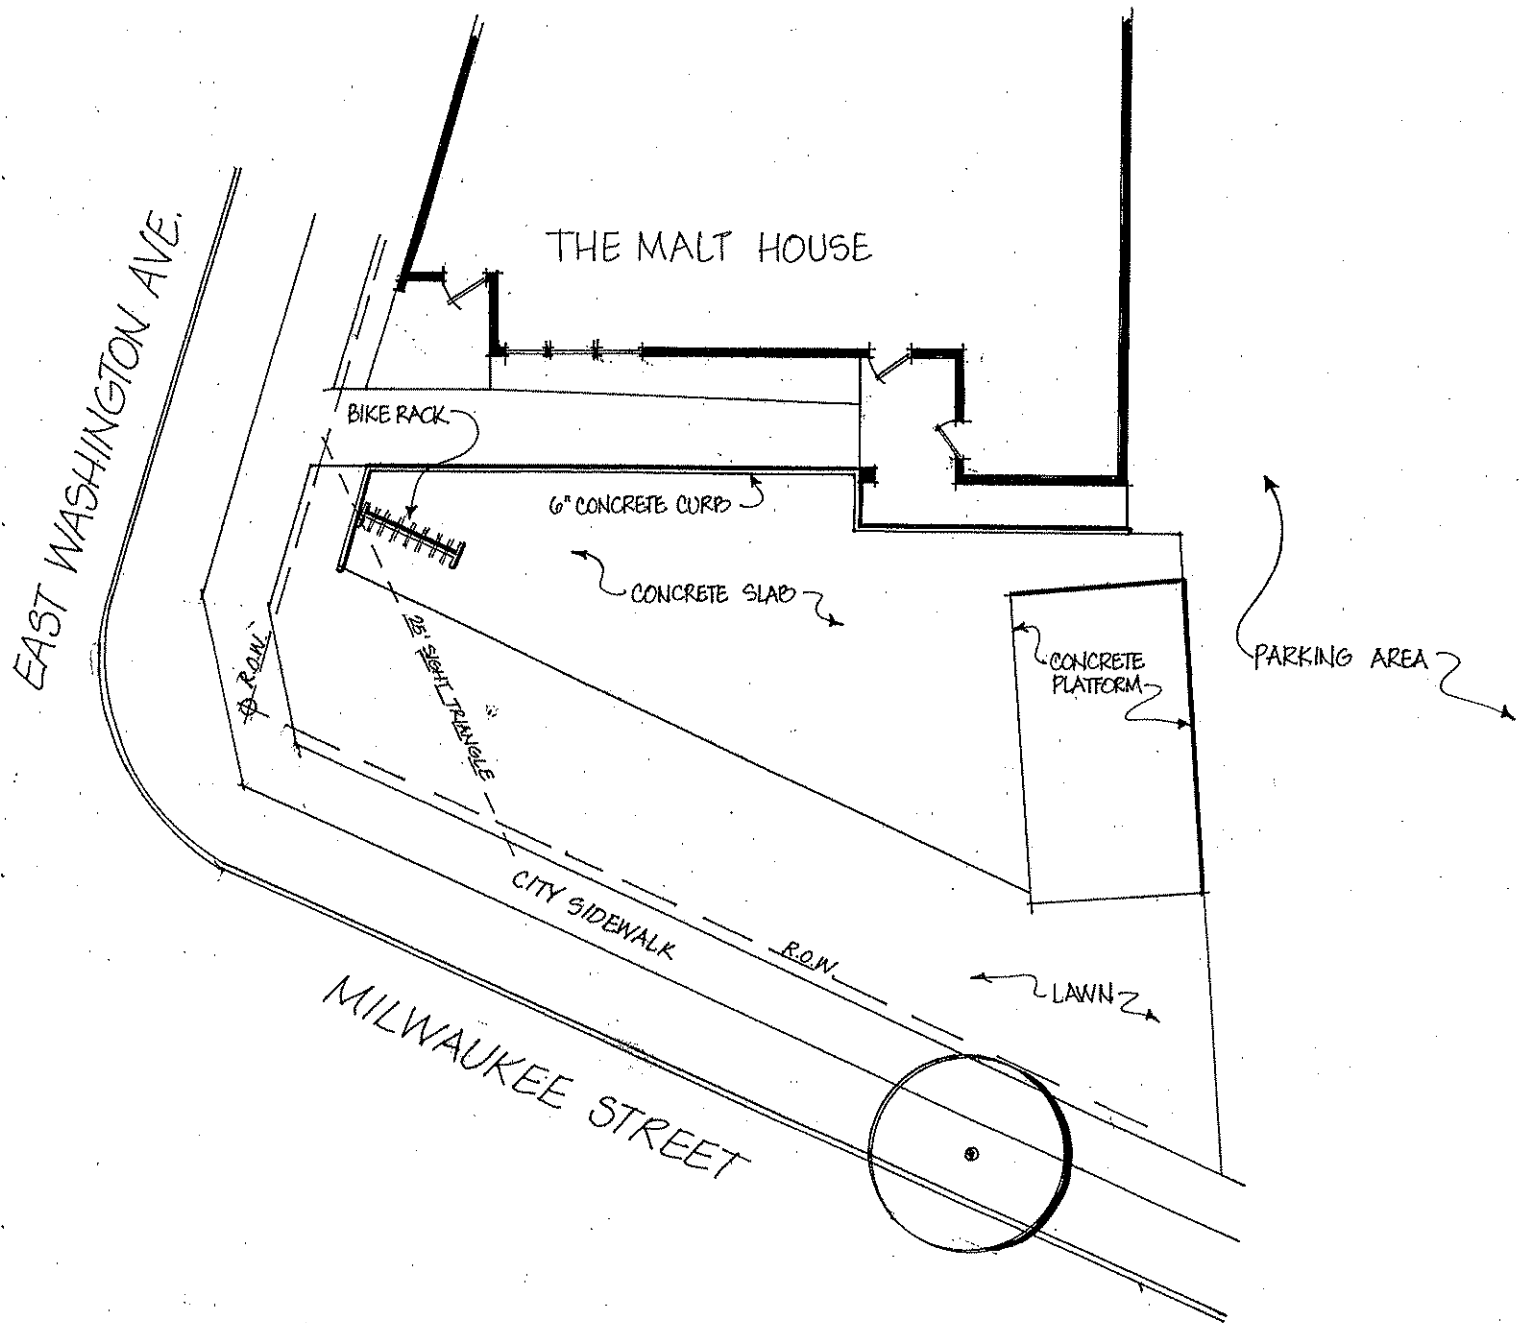 THE MALT HOUSE
EAST WASHINGTON AVE.
BIKE RACK
6" CONCRETE CURB
CONCRETE SLAB
25' SIGHT TRIANGLE
R.O.W.
CONCRETE
PLATFORM
PARKING AREA
CITY SIDEWALK
R.O.W.
LAWN
MILWAUKEE STREET